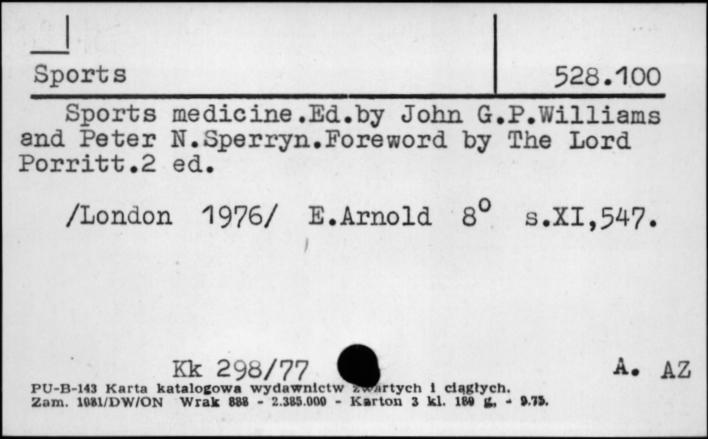 Sports 528.100
Sports medicine.Ed.by John G.P.Williams
and Peter N.Sperryn.Foreword by The Lord
Porritt.2 ed.
/London 1976/ E.Arnold 8° s.XI,547.
Kk 298/77 A. AZ
PU-B-143 Karta katalogowa wydawnictw zwartych i ciągłych.
Zam. 1081/DW/ON Wrak 888 - 2.385.000 - Karton 3 kl. 180 g. - 9.75.